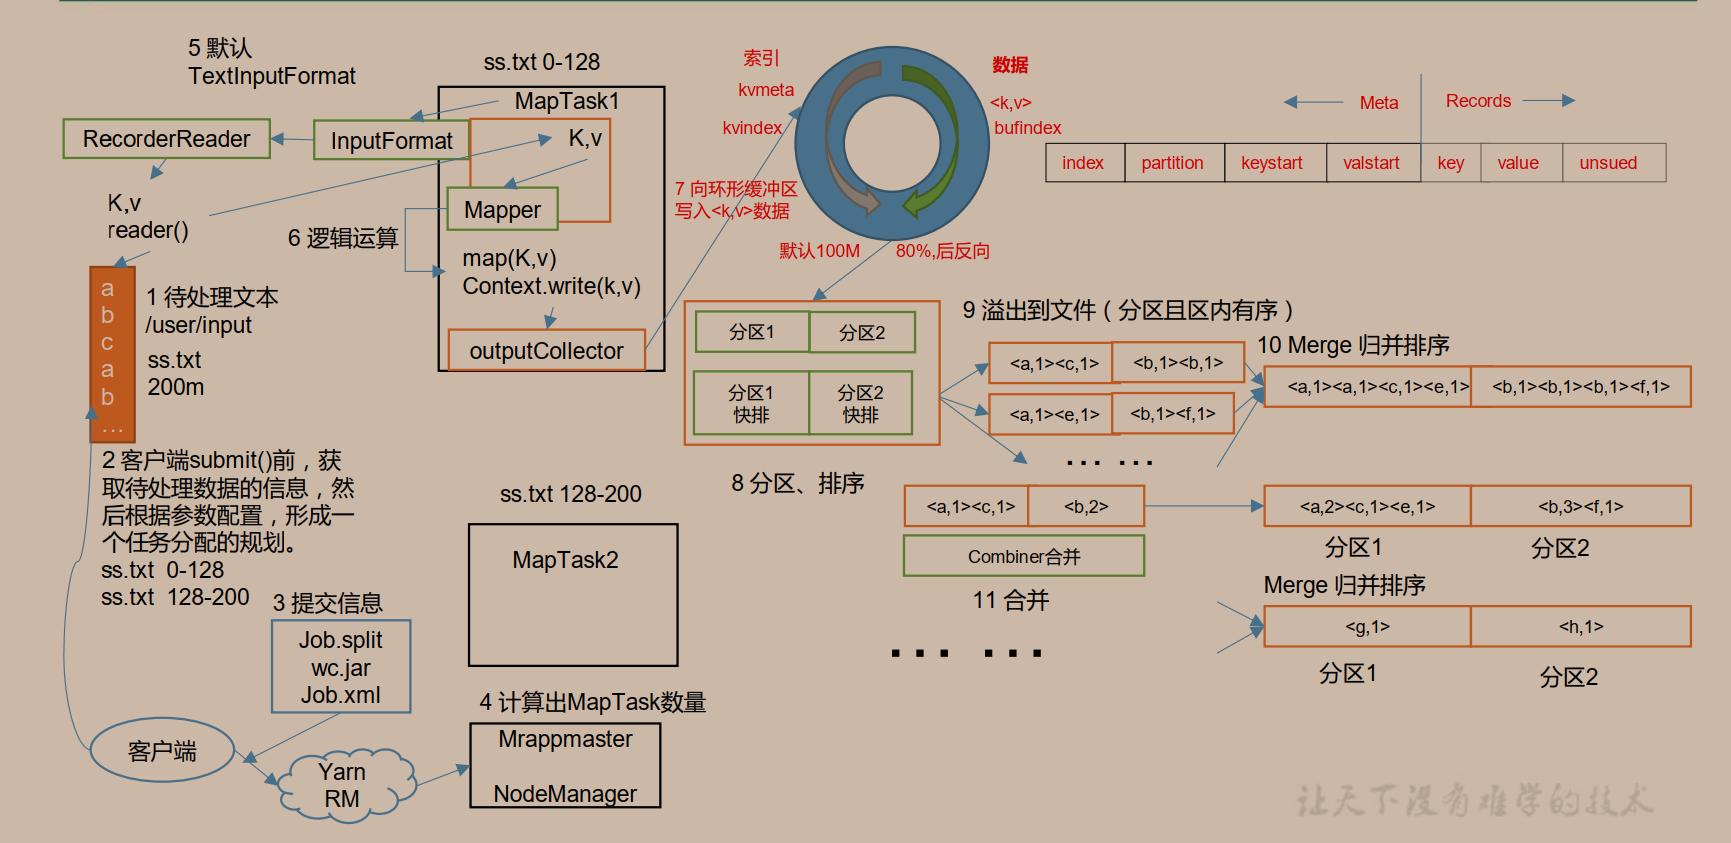 5 默认
TextInputFormat
ss.txt 0-128
MapTask1
RecorderReader
InputFormat
K,v
Mapper
K,v
reader()
6 逻辑运算
map(K,v)
Context.write(k,v)
outputCollector
a
b
c
a
b
...
1 待处理文本
/user/input
ss.txt
200m
2 客户端submit()前，获
取待处理数据的信息，然
后根据参数配置，形成一
个任务分配的规划。
ss.txt  0-128
ss.txt  128-200
3 提交信息
Job.split
wc.jar
Job.xml
客户端
Yarn
RM
4 计算出MapTask数量
Mrappmaster
NodeManager
ss.txt 128-200
MapTask2
索引
kvmeta
kvindex
数据
<k,v>
bufindex
7 向环形缓冲区
写入<k,v>数据
默认100M
80%,后反向
Meta
Records
index
partition
keystart
valstart
key
value
unsued
分区1
分区2
分区1
快排
分区2
快排
8 分区、排序
9 溢出到文件（分区且区内有序）
<a,1><c,1>
<b,1><b,1>
<a,1><e,1>
<b,1><f,1>
... ...
10 Merge 归并排序
<a,1><a,1><c,1><e,1>
<b,1><b,1><b,1><f,1>
<a,1><c,1>
<b,2>
<a,2><c,1><e,1>
<b,3><f,1>
Combiner合并
11 合并
分区1
分区2
Merge 归并排序
<g,1>
<h,1>
分区1
分区2
... ...
让天下没有难学的技术